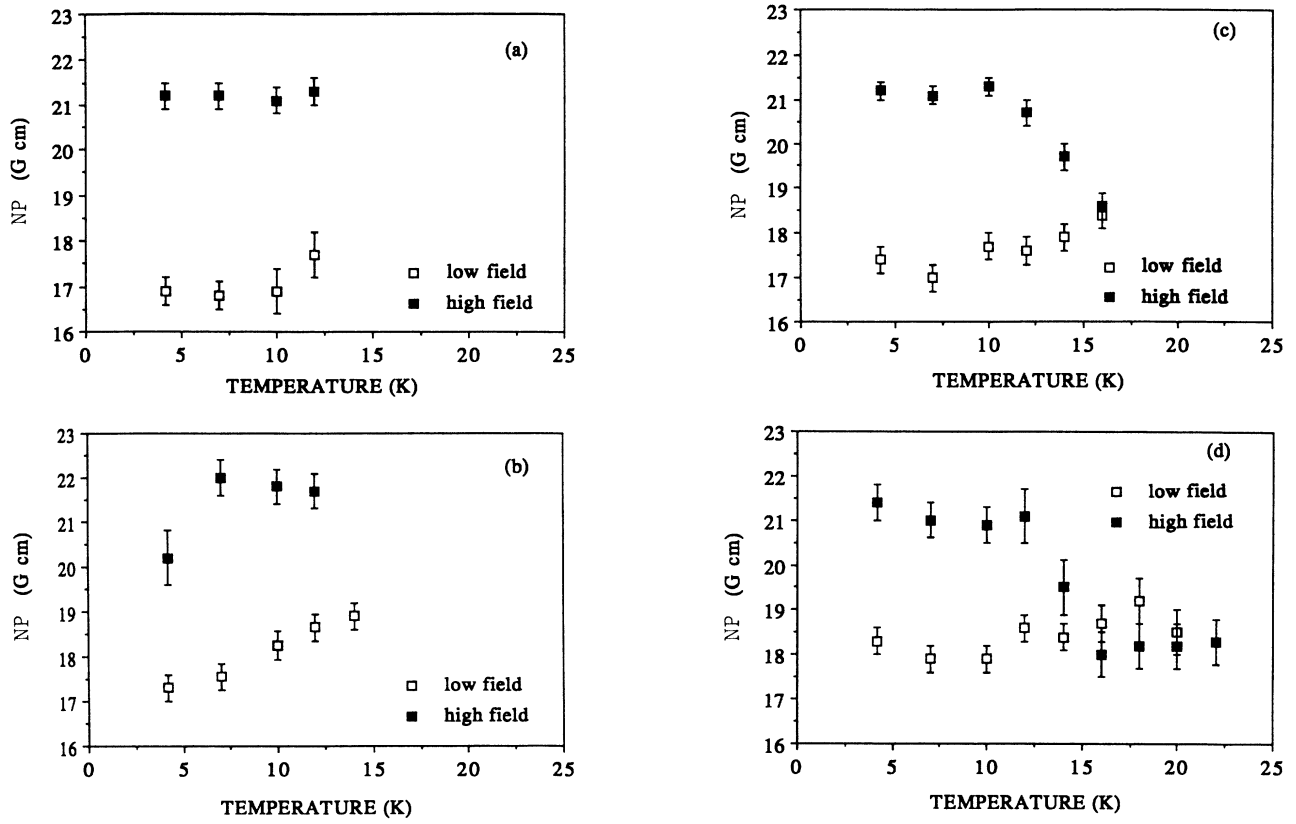 23
22
21
20
19
18
17
16
NP (G cm)
(a)
low field
high field
0 5 10 15 20 25
TEMPERATURE (K)
23
22
21
20
19
18
17
16
NP (G cm)
(c)
low field
high field
0 5 10 15 20 25
TEMPERATURE (K)
23
22
21
20
19
18
17
16
NP (G cm)
(b)
low field
high field
0 5 10 15 20 25
TEMPERATURE (K)
23
22
21
20
19
18
17
16
NP (G cm)
(d)
low field
high field
0 5 10 15 20 25
TEMPERATURE (K)